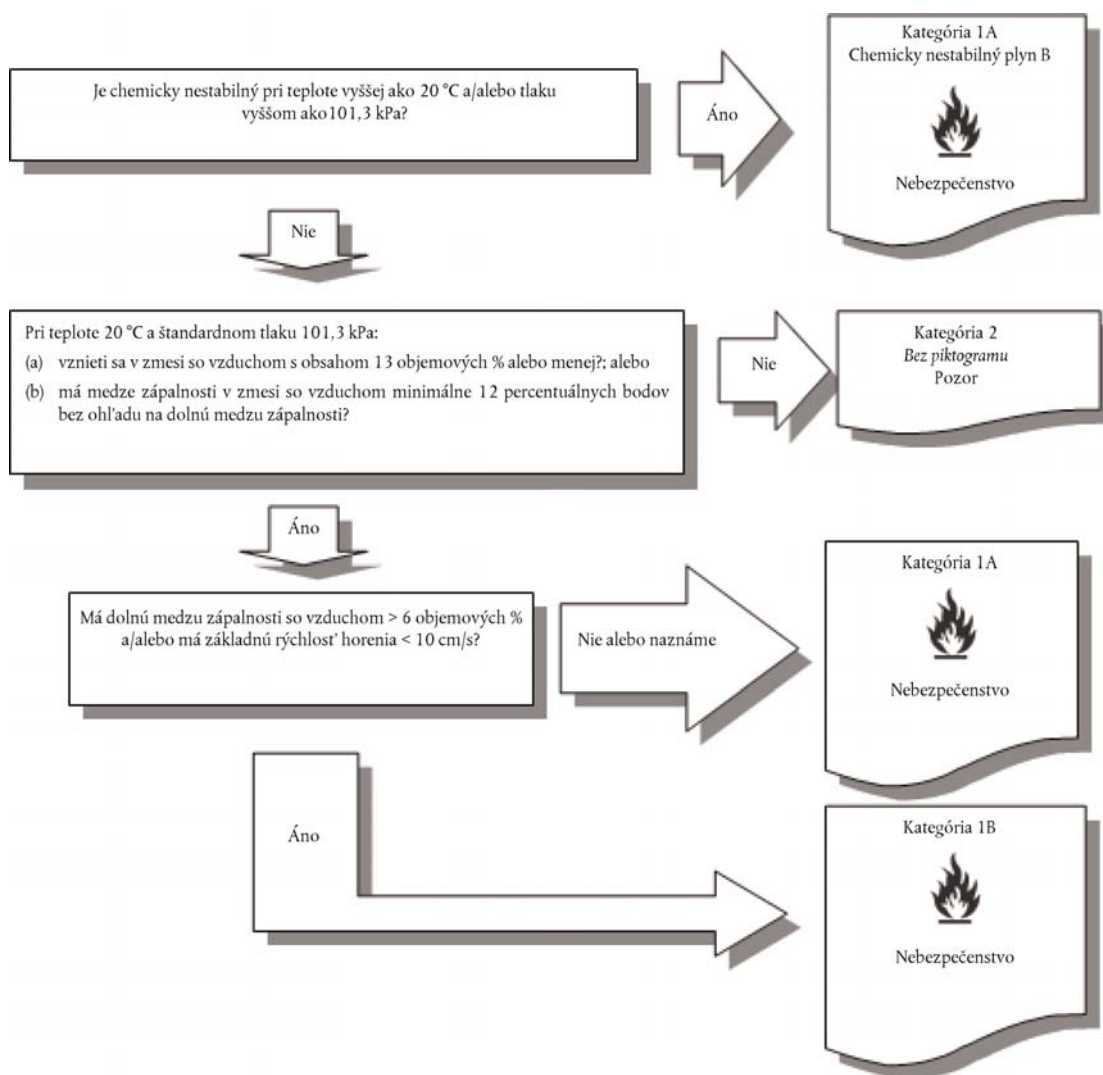 Kategória 1A
Chemicky nestabilný plyn B
Je chemicky nestabilný pri teplote vyššej ako 20 °C a/alebo tlaku
vyššom ako101,3 kPa?
Áno
Nebezpečenstvo
Nie
Pri teplote 20 °C a štandardnom tlaku 101,3 kPa:
(a) vznieti sa v zmesi so vzduchom s obsahom 13 objemových % alebo menej?; alebo
(b) má medze zápalnosti v zmesi so vzduchom minimálne 12 percentuálnych bodov
bez ohľadu na dolnú medzu zápalnosti?
Nie
Kategória 2
Bez piktogramu
Pozor
Áno
Má dolnú medzu zápalnosti so vzduchom > 6 objemových %
a/alebo má základnú rýchlosť horenia < 10 cm/s?
Nie alebo naznáme
Kategória 1A
Nebezpečenstvo
Áno
Kategória 1B
Nebezpečenstvo